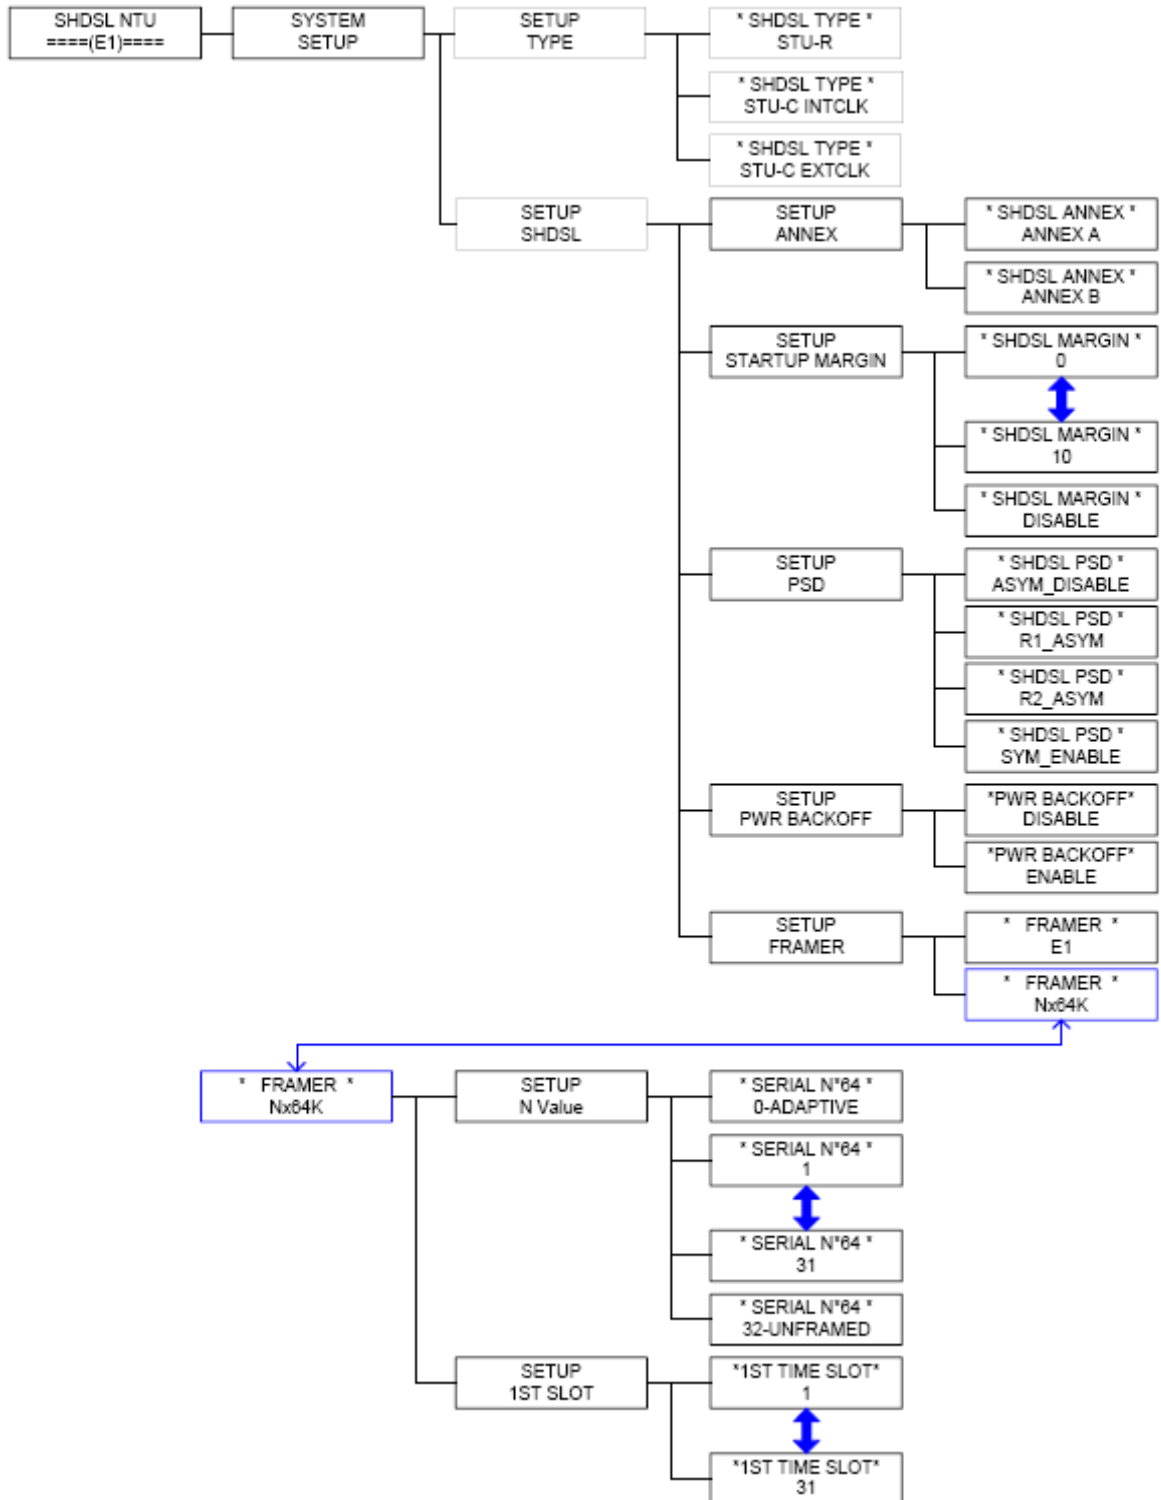 SHDSL NTU
====(E1)====
SYSTEM
SETUP
SETUP
TYPE
* SHDSL TYPE *
STU-R
* SHDSL TYPE *
STU-C INTCLK
* SHDSL TYPE *
STU-C EXTCLK
SETUP
SHDSL
SETUP
ANNEX
* SHDSL ANNEX *
ANNEX A
* SHDSL ANNEX *
ANNEX B
SETUP
STARTUP MARGIN
* SHDSL MARGIN *
0
* SHDSL MARGIN *
10
* SHDSL MARGIN *
DISABLE
SETUP
PSD
* SHDSL PSD *
ASYM_DISABLE
* SHDSL PSD *
R1_ASYM
* SHDSL PSD *
R2_ASYM
* SHDSL PSD *
SYM_ENABLE
SETUP
PWR BACKOFF
*PWR BACKOFF*
DISABLE
*PWR BACKOFF*
ENABLE
SETUP
FRAMER
* FRAMER *
E1
* FRAMER *
Nx64K
* FRAMER *
Nx64K
SETUP
N Value
* SERIAL N*64 *
0-ADAPTIVE
* SERIAL N*64 *
1
* SERIAL N*64 *
31
* SERIAL N*64 *
32-UNFRAMED
SETUP
1ST SLOT
*1ST TIME SLOT*
1
*1ST TIME SLOT*
31